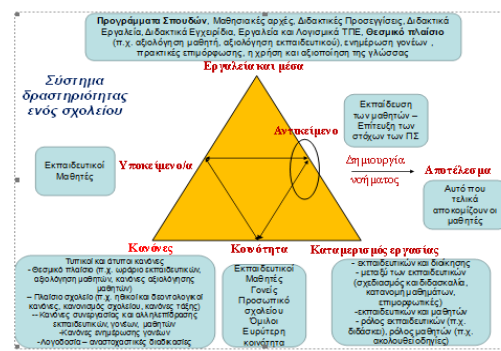 Προγράμματα Σπουδών, Μαθησιακές αρχές, Διδακτικές Προσεγγίσεις, Διδακτικά
Εργαλεία, Διδακτικά Εγχειρίδια, Εργαλεία και Λογισμικά ΤΠΕ, Θεσμικό πλαίσιο
(π.χ. αξιολόγηση μαθητή, αξιολόγηση εκπαιδευτικού), ενημέρωση γονέων ,
πρακτικές επιμόρφωσης, η χρήση και αξιοποίηση της γλώσσας
Εργαλεία και μέσα
Σύστημα
δραστηριότητας
ενός σχολείου
Εκπαίδευση
των μαθητών –
Επίτευξη των
στόχων των ΠΣ
Αντικείμενο
Εκπαιδευτικοί
Μαθητές
Υποκείμενο/α
Δημιουργία
νοήματος
Αποτέλεσμα
Αυτό που
τελικά
αποκομίζουν οι
μαθητές
Κανόνες
Κοινότητα
Καταμερισμός εργασίας
Τυπικοί και άτυποι κανόνες
- Θεσμικό πλαίσιο (π.χ. ωράριο εκπαιδευτικών,
αξιολόγηση μαθητών, κανόνες αξιολόγησης
μαθητών)
– Πλαίσιο σχολείου (π.χ. ηθικοί και δεοντολογικοί
κανόνες, κανονισμός σχολείου, κανόνες τάξης)
–Κανόνες συνεργασίας και αλληλεπίδρασης
εκπαιδευτικών, γονέων, μαθητών
-Κανόνες ενημέρωσης γονέων
- Λογοδοσία – αναστοχαστικές διαδικασίες
Εκπαιδευτικοί
Μαθητές
Γονείς
Προσωπικό
σχολείου
Όμιλοι
Ευρύτερη
κοινότητα
- εκπαιδευτικών και διοίκησης
- μεταξύ των εκπαιδευτικών
(σχεδιασμός και διδασκαλία,
κατανομή μαθημάτων,
επιμορφωτικές)
-εκπαιδευτικών και μαθητών
- ρόλος εκπαιδευτικών (π.χ.
διδάσκει), ρόλος μαθητών (π.χ.
ακολουθεί οδηγίες)